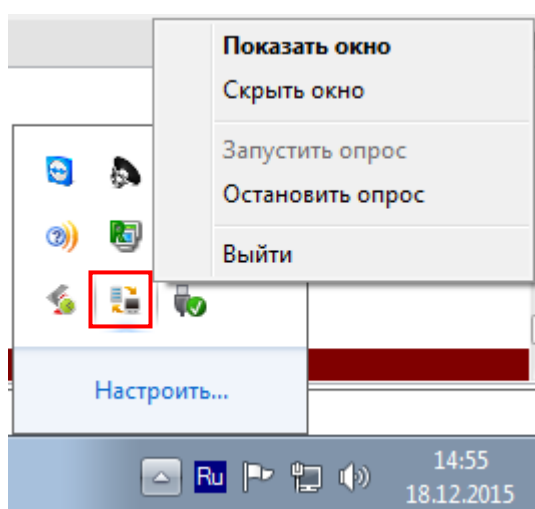 Показать окно
Скрыть окно
Запустить опрос
Остановить опрос
Выйти
Настроить...
Ru
14:55
18.12.2015